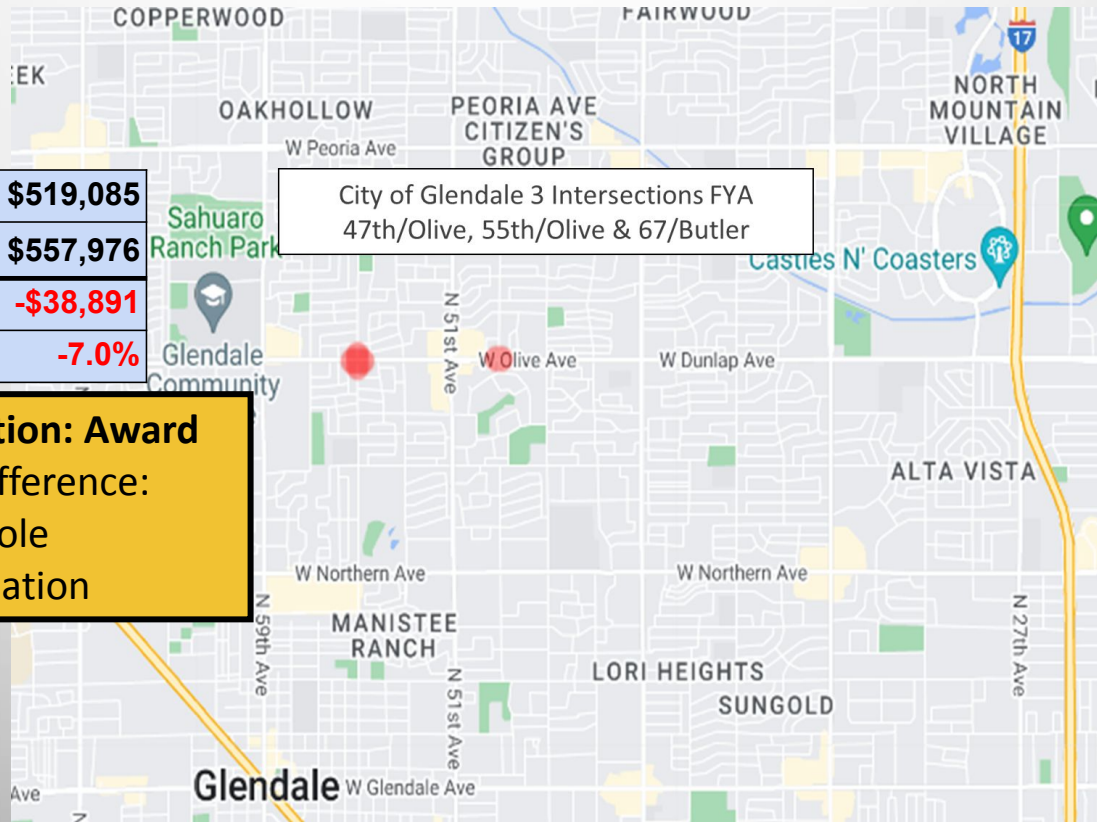 COPPERWOOD
FAIRWOOD
17
EEK
NORTH
MOUNTAIN
VILLAGE
OAKHOLLOW
PEORIA AVE
CITIZEN'S
GROUP
W Peoria Ave
$519,085
$557,976
-$38,891
-7.0%
City of Glendale 3 Intersections FYA
47th/Olive, 55th/Olive & 67/Butler
Sahuaro
Ranch Park
Castles N' Coasters
N 51st Ave
W Olive Ave
W Dunlap Ave
Glendale
Community
tion: Award
ifference:
ole
ation
ALTA VISTA
W Northern Ave
W Northern Ave
N 59th Ave
MANISTEE
RANCH
N 51st Ave
LORI HEIGHTS
SUNGOLD
N 27th Ave
Glendale
W Glendale Ave
Ave
N